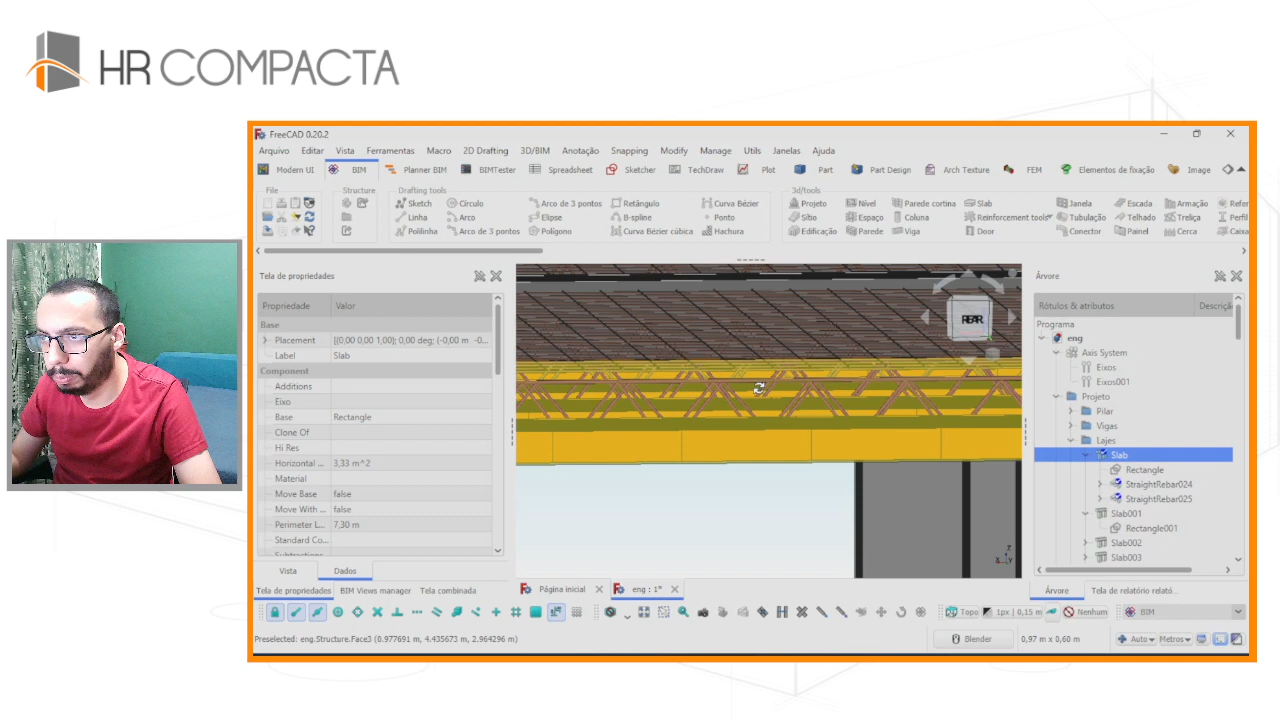 HR COMPACTA
FreeCAD 0.20.2
Arquivo Editar Vista Ferramentas Macro 2D Drafting 3D/BIM Anotação Snapping Modify Manage Utils Janelas Ajuda
Modern UI BIM Planner BIM BIMTester Spreadsheet Sketcher TechDraw Plot Part Part Design Arch Texture FEM Elementos de fixação Image
File Structure Drafting tools 3d/tools
Sketch Círculo Arco de 3 pontos Retângulo Curva Bézier Projeto Nível Parede cortina Slab Janela Escada Armação Refer
Linha Arco Elipse B-spline Ponto Sítio Espaço Coluna Reinforcement tools Tubulação Telhado Treliça Perfil
Polilinha Arco de 3 pontos Polígono Curva Bézier cúbica Hachura Edificação Parede Viga Door Conector Painel Cerca Caixa
Tela de propriedades
Propriedade Valor
Base
Placement [(0,00 0,00 1,00); 0,00 deg; (-0,00 m -0...
Label Slab
Component
Additions
Eixo
Base Rectangle
Clone Of
Hi Res
Horizontal ... 3,33 m^2
Material
Move Base false
Move With ... false
Perimeter L... 7,30 m
Standard Co...
Subtractions
Vista Dados
Tela de propriedades BIM Views manager Tela combinada
REAR
Z
X Y
Página inicial eng : 1*
Árvore
Rótulos & atributos Descriçã
Programa
eng
Axis System
Eixos
Eixos001
Projeto
Pilar
Vigas
Lajes
Slab
Rectangle
StraightRebar024
StraightRebar025
Slab001
Rectangle001
Slab002
Slab003
Árvore Tela de relatório relató...
Topo 1px | 0,15 m Nenhum BIM
Preselected: eng.Structure.Face3 (0.977691 m, 4.435673 m, 2.964296 m)
Blender 0,97 m x 0,60 m Auto Metros